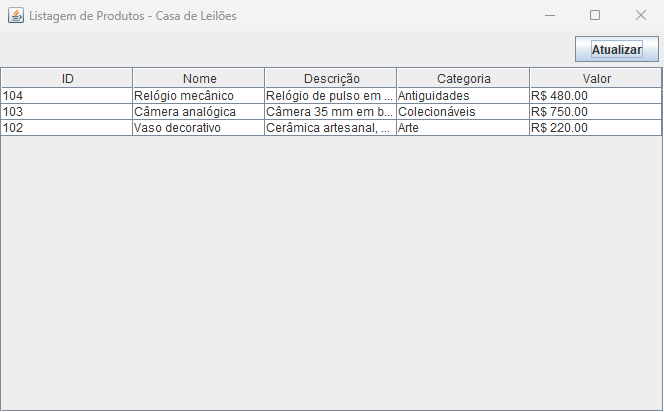 Listagem de Produtos - Casa de Leilões
Atualizar
ID Nome Descrição Categoria Valor
104 Relógio mecânico Relógio de pulso em ... Antiguidades R$ 480.00
103 Câmera analógica Câmera 35 mm em b... Colecionáveis R$ 750.00
102 Vaso decorativo Cerâmica artesanal, ... Arte R$ 220.00